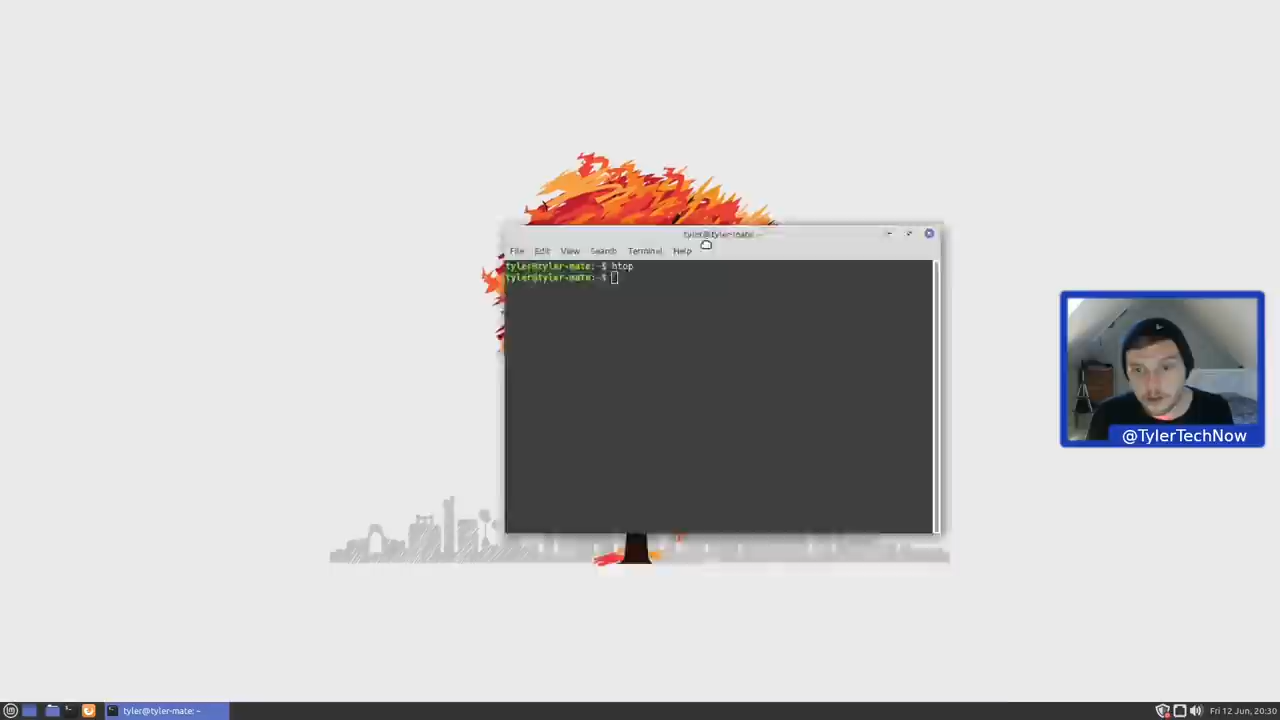 tyler@tyler-mate: ~
File Edit View Search Terminal Help
tyler@tyler-mate:~$ htop
tyler@tyler-mate:~$
@TylerTechNow
tyler@tyler-mate: ~
Fri 12 Jun, 20:30